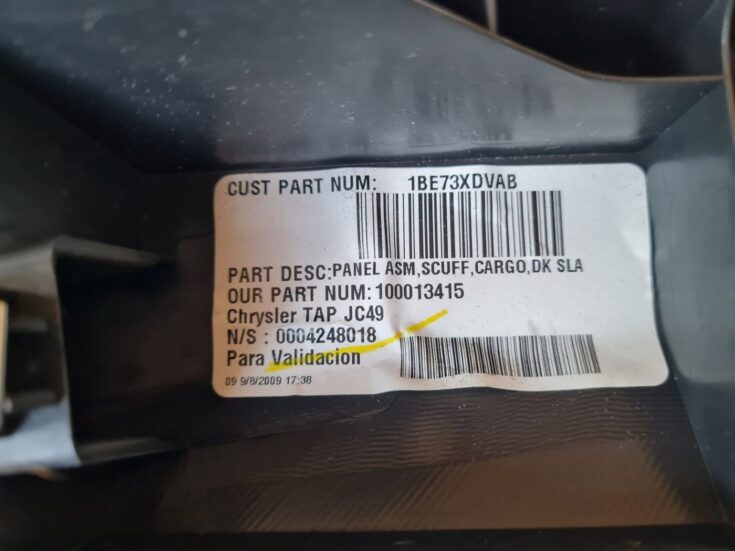 CUST PART NUM: 1BE73XDVAB
PART DESC:PANEL ASM,SCUFF,CARGO,DK SLA
OUR PART NUM:100013415
Chrysler TAP JC49
N/S : 0004248018
Para Validacion
09 9/8/2009 17:38